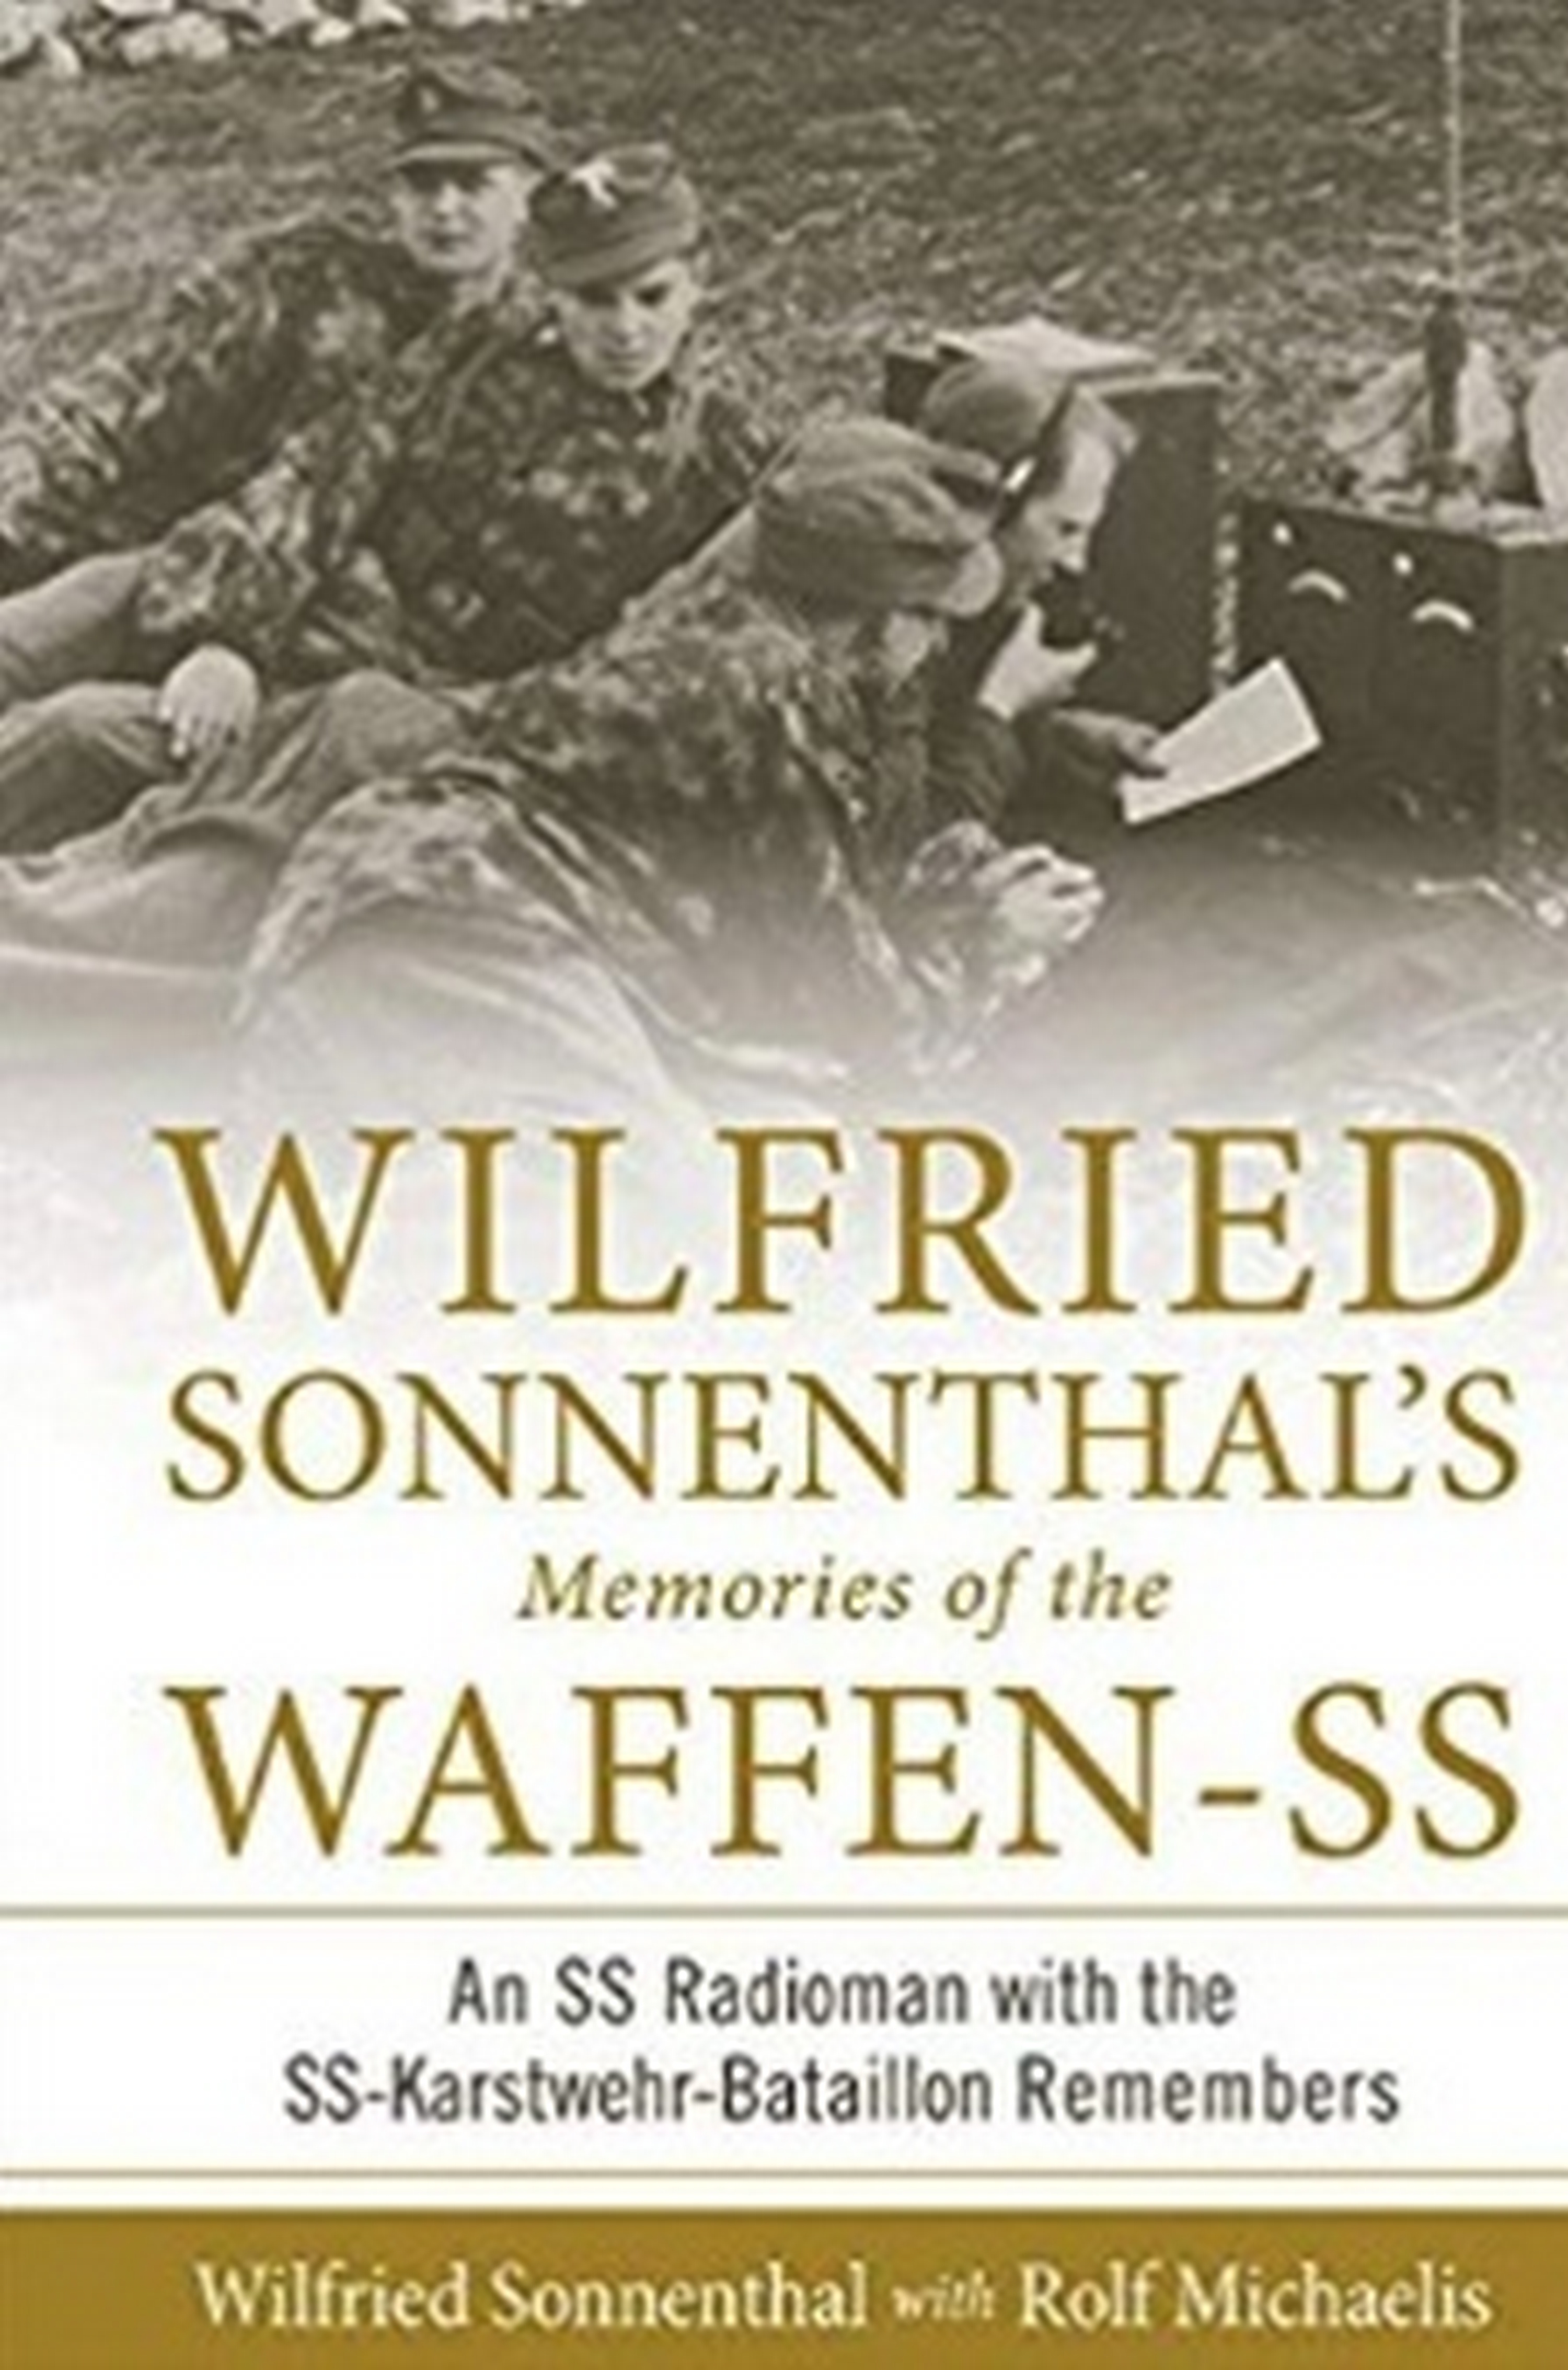 WILFRIED
SONNENTHAL'S
Memories of the
WAFFEN-SS
An SS Radioman with the
SS-Karstwehr-Bataillon Remembers
Wilfried Sonnenthal with Rolf Michaelis